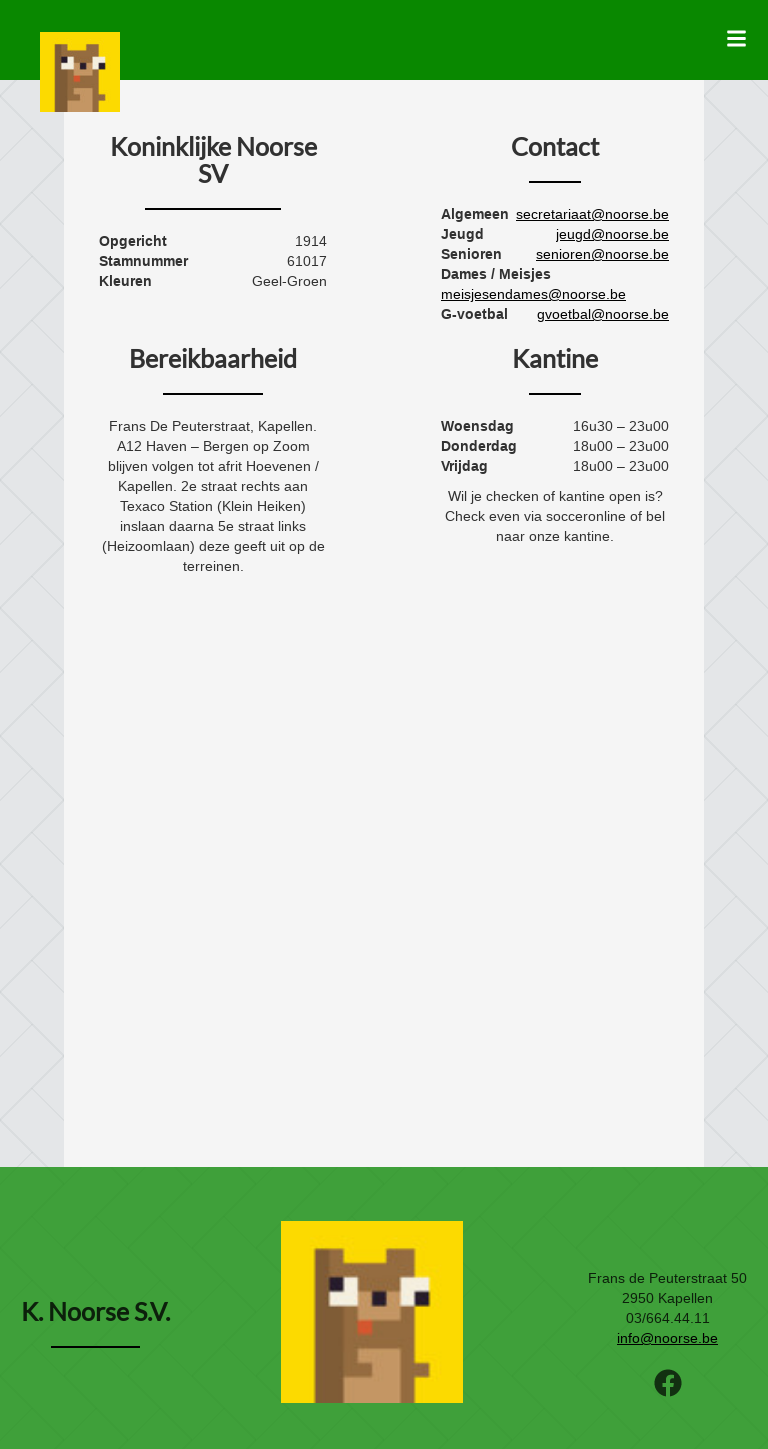 Koninklijke Noorse
SV
Opgericht 1914
Stamnummer 61017
Kleuren Geel-Groen
Contact
Algemeen secretariaat@noorse.be
Jeugd jeugd@noorse.be
Senioren senioren@noorse.be
Dames / Meisjes
meisjesendames@noorse.be
G-voetbal gvoetbal@noorse.be
Bereikbaarheid
Frans De Peuterstraat, Kapellen.
A12 Haven – Bergen op Zoom
blijven volgen tot afrit Hoevenen /
Kapellen. 2e straat rechts aan
Texaco Station (Klein Heiken)
inslaan daarna 5e straat links
(Heizoomlaan) deze geeft uit op de
terreinen.
Kantine
Woensdag 16u30 – 23u00
Donderdag 18u00 – 23u00
Vrijdag 18u00 – 23u00
Wil je checken of kantine open is?
Check even via socceronline of bel
naar onze kantine.
K. Noorse S.V.
Frans de Peuterstraat 50
2950 Kapellen
03/664.44.11
info@noorse.be